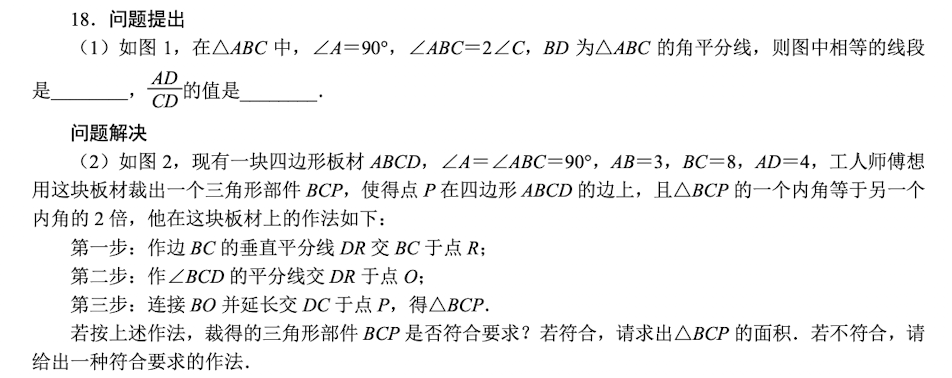 18．问题提出
（1）如图 1，在△ABC 中，∠A＝90°，∠ABC＝2∠C，BD 为△ABC 的角平分线，则图中相等的线段
是________，AD/CD的值是________．
问题解决
（2）如图 2，现有一块四边形板材 ABCD，∠A＝∠ABC＝90°，AB＝3，BC＝8，AD＝4，工人师傅想
用这块板材裁出一个三角形部件 BCP，使得点 P 在四边形 ABCD 的边上，且△BCP 的一个内角等于另一个
内角的 2 倍，他在这块板材上的作法如下：
第一步：作边 BC 的垂直平分线 DR 交 BC 于点 R；
第二步：作∠BCD 的平分线交 DR 于点 O；
第三步：连接 BO 并延长交 DC 于点 P，得△BCP．
若按上述作法，裁得的三角形部件 BCP 是否符合要求？若符合，请求出△BCP 的面积．若不符合，请
给出一种符合要求的作法．